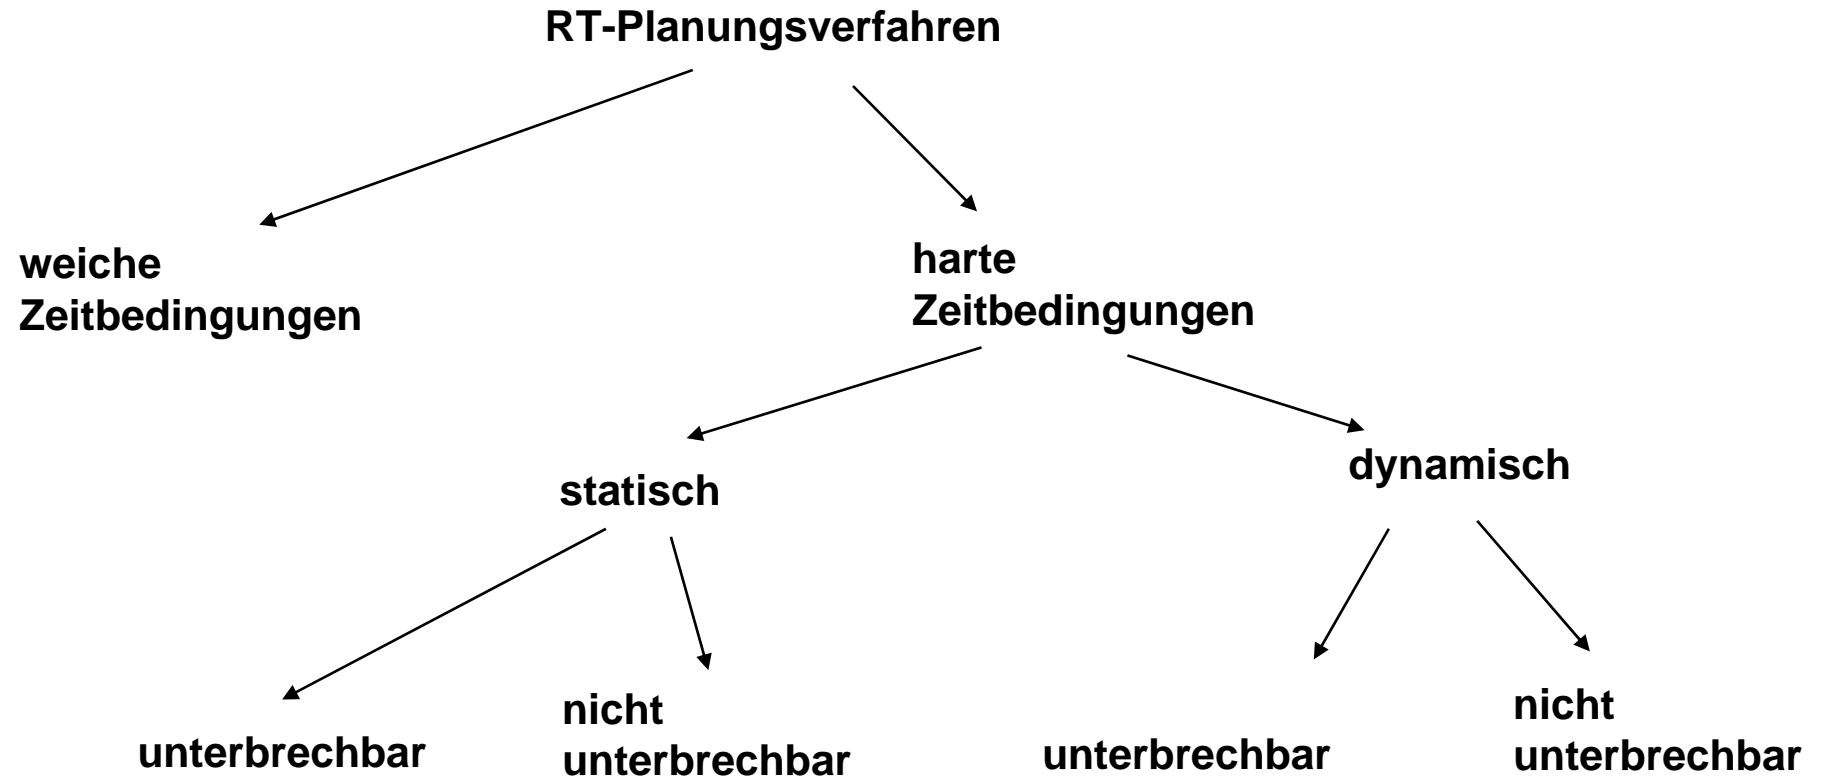 RT-Planungsverfahren
weiche
Zeitbedingungen
harte
Zeitbedingungen
statisch
dynamisch
unterbrechbar
nicht
unterbrechbar
unterbrechbar
nicht
unterbrechbar